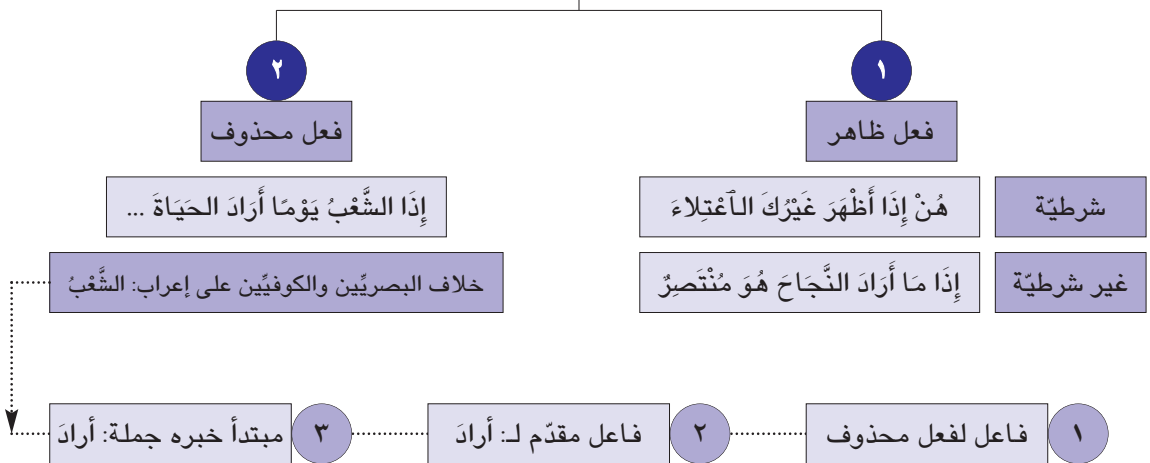 ١
٢
فعل ظاهر
فعل محذوف
شرطيّة
هُنْ إِذَا أَظْهَرَ غَيْرُكَ الٱعْتِلاءَ
إِذَا الشَّعْبُ يَوْمًا أَرَادَ الحَيَاةَ ...
غير شرطيّة
إِذَا مَا أَرَادَ النَّجَاحَ هُوَ مُنْتَصِرٌ
خلاف البصريِّين والكوفيِّين على إعراب: الشَّعْبُ
١ فاعل لفعل محذوف
٢ فاعل مقدّم لـ: أرادَ
٣ مبتدأ خبره جملة: أرادَ